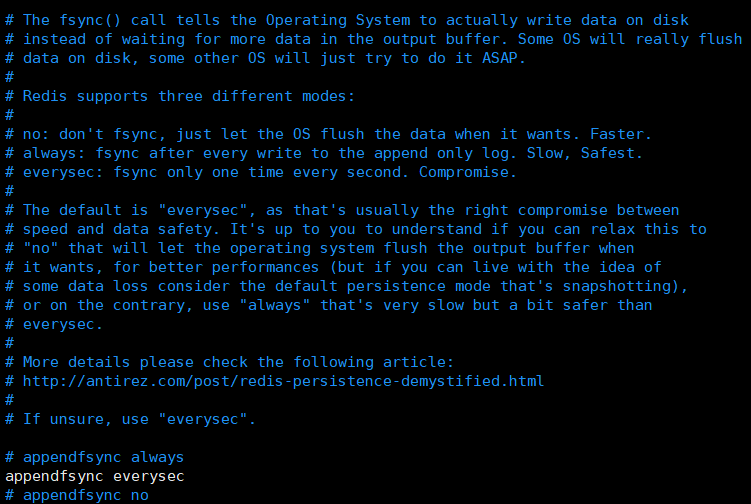 # The fsync() call tells the Operating System to actually write data on disk
# instead of waiting for more data in the output buffer. Some OS will really flush
# data on disk, some other OS will just try to do it ASAP.
#
# Redis supports three different modes:
#
# no: don't fsync, just let the OS flush the data when it wants. Faster.
# always: fsync after every write to the append only log. Slow, Safest.
# everysec: fsync only one time every second. Compromise.
#
# The default is "everysec", as that's usually the right compromise between
# speed and data safety. It's up to you to understand if you can relax this to
# "no" that will let the operating system flush the output buffer when
# it wants, for better performances (but if you can live with the idea of
# some data loss consider the default persistence mode that's snapshotting),
# or on the contrary, use "always" that's very slow but a bit safer than
# everysec.
#
# More details please check the following article:
# http://antirez.com/post/redis-persistence-demystified.html
#
# If unsure, use "everysec".

# appendfsync always
appendfsync everysec
# appendfsync no